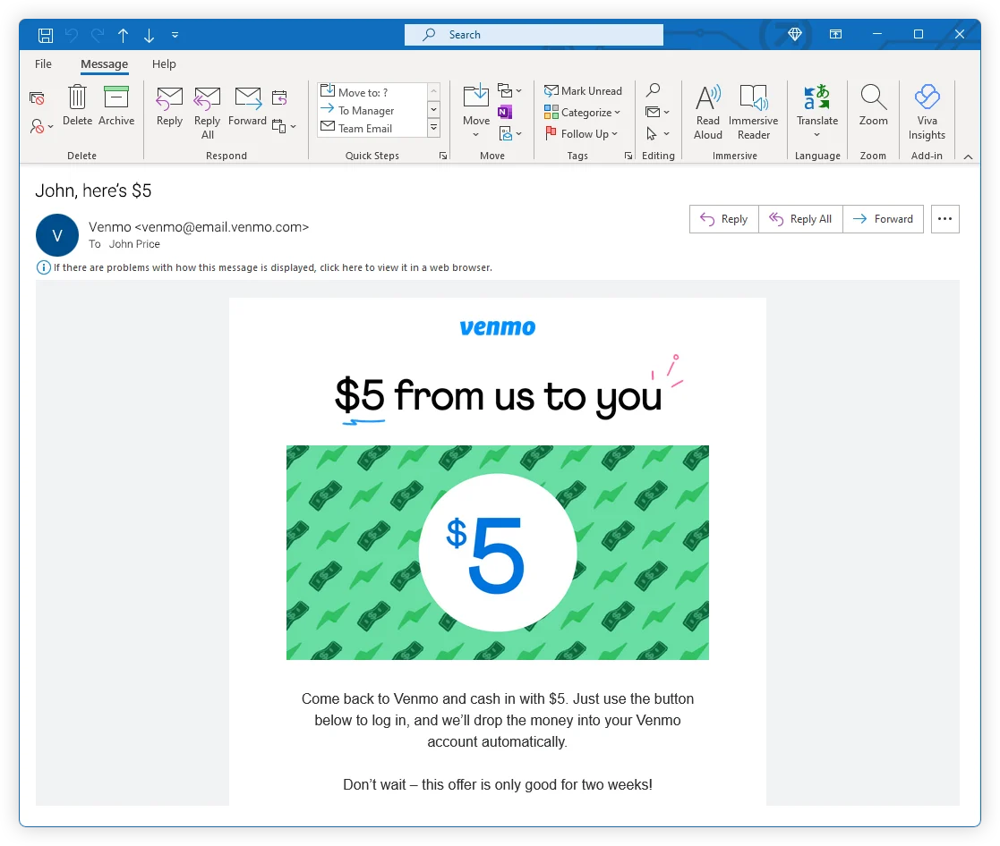 Search
File Message Help
Delete Archive
Reply Reply All Forward
Move to: ?
To Manager
Team Email
Move
Mark Unread
Categorize
Follow Up
Read Aloud Immersive Reader
Translate
Zoom
Viva Insights
Delete Respond Quick Steps Move Tags Editing Immersive Language Zoom Add-in
John, here’s $5
V
Venmo <venmo@email.venmo.com>
To John Price
Reply Reply All Forward
If there are problems with how this message is displayed, click here to view it in a web browser.
venmo
$5 from us to you
$5
Come back to Venmo and cash in with $5. Just use the button
below to log in, and we’ll drop the money into your Venmo
account automatically.
Don’t wait – this offer is only good for two weeks!